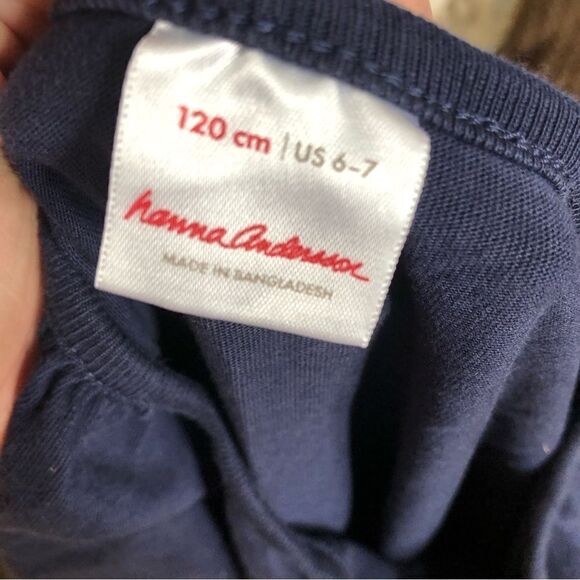 120 cm | US 6-7
hanna andersson
MADE IN BANGLADESH